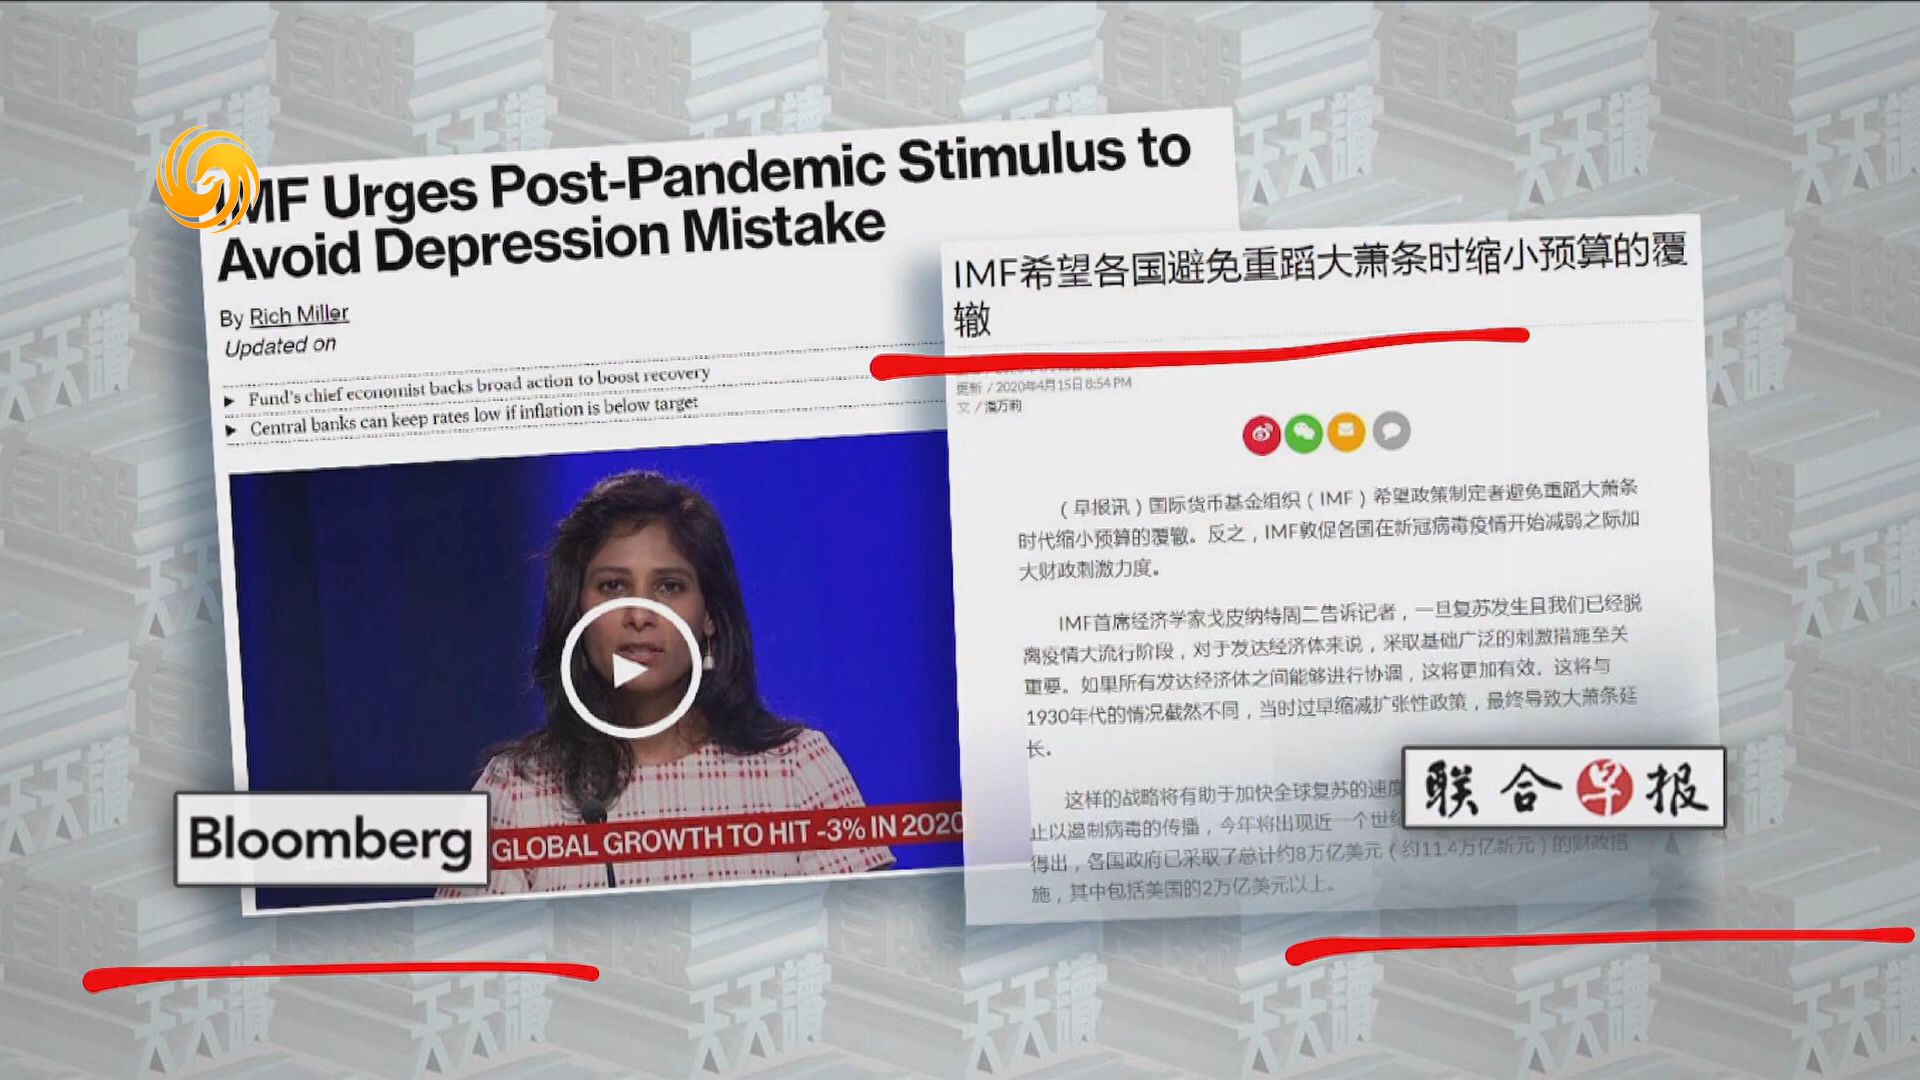 IMF Urges Post-Pandemic Stimulus to
Avoid Depression Mistake
By Rich Miller
Updated on
Fund's chief economist backs broad action to boost recovery
Central banks can keep rates low if inflation is below target
GLOBAL GROWTH TO HIT -3% IN 2020
Bloomberg
IMF希望各国避免重蹈大萧条时缩小预算的覆
辙
更新 / 2020年4月15日 8:54 PM
文 / 潘万莉
（早报讯）国际货币基金组织（IMF）希望政策制定者避免重蹈大萧条
时代缩小预算的覆辙。反之，IMF敦促各国在新冠病毒疫情开始减弱之际加
大财政刺激力度。
IMF首席经济学家戈皮纳特周二告诉记者，一旦复苏发生且我们已经脱
离疫情大流行阶段，对于发达经济体来说，采取基础广泛的刺激措施至关
重要。如果所有发达经济体之间能够进行协调，这将更加有效。这将与
1930年代的情况截然不同，当时过早缩减扩张性政策，最终导致大萧条延
长。
这样的战略将有助于加快全球复苏的速度
止以遏制病毒的传播，今年将出现近一个世纪
得出，各国政府已采取了总计约8万亿美元（约11.4万亿新元）的财政措
施，其中包括美国的2万亿美元以上。
联合早报
天天讀